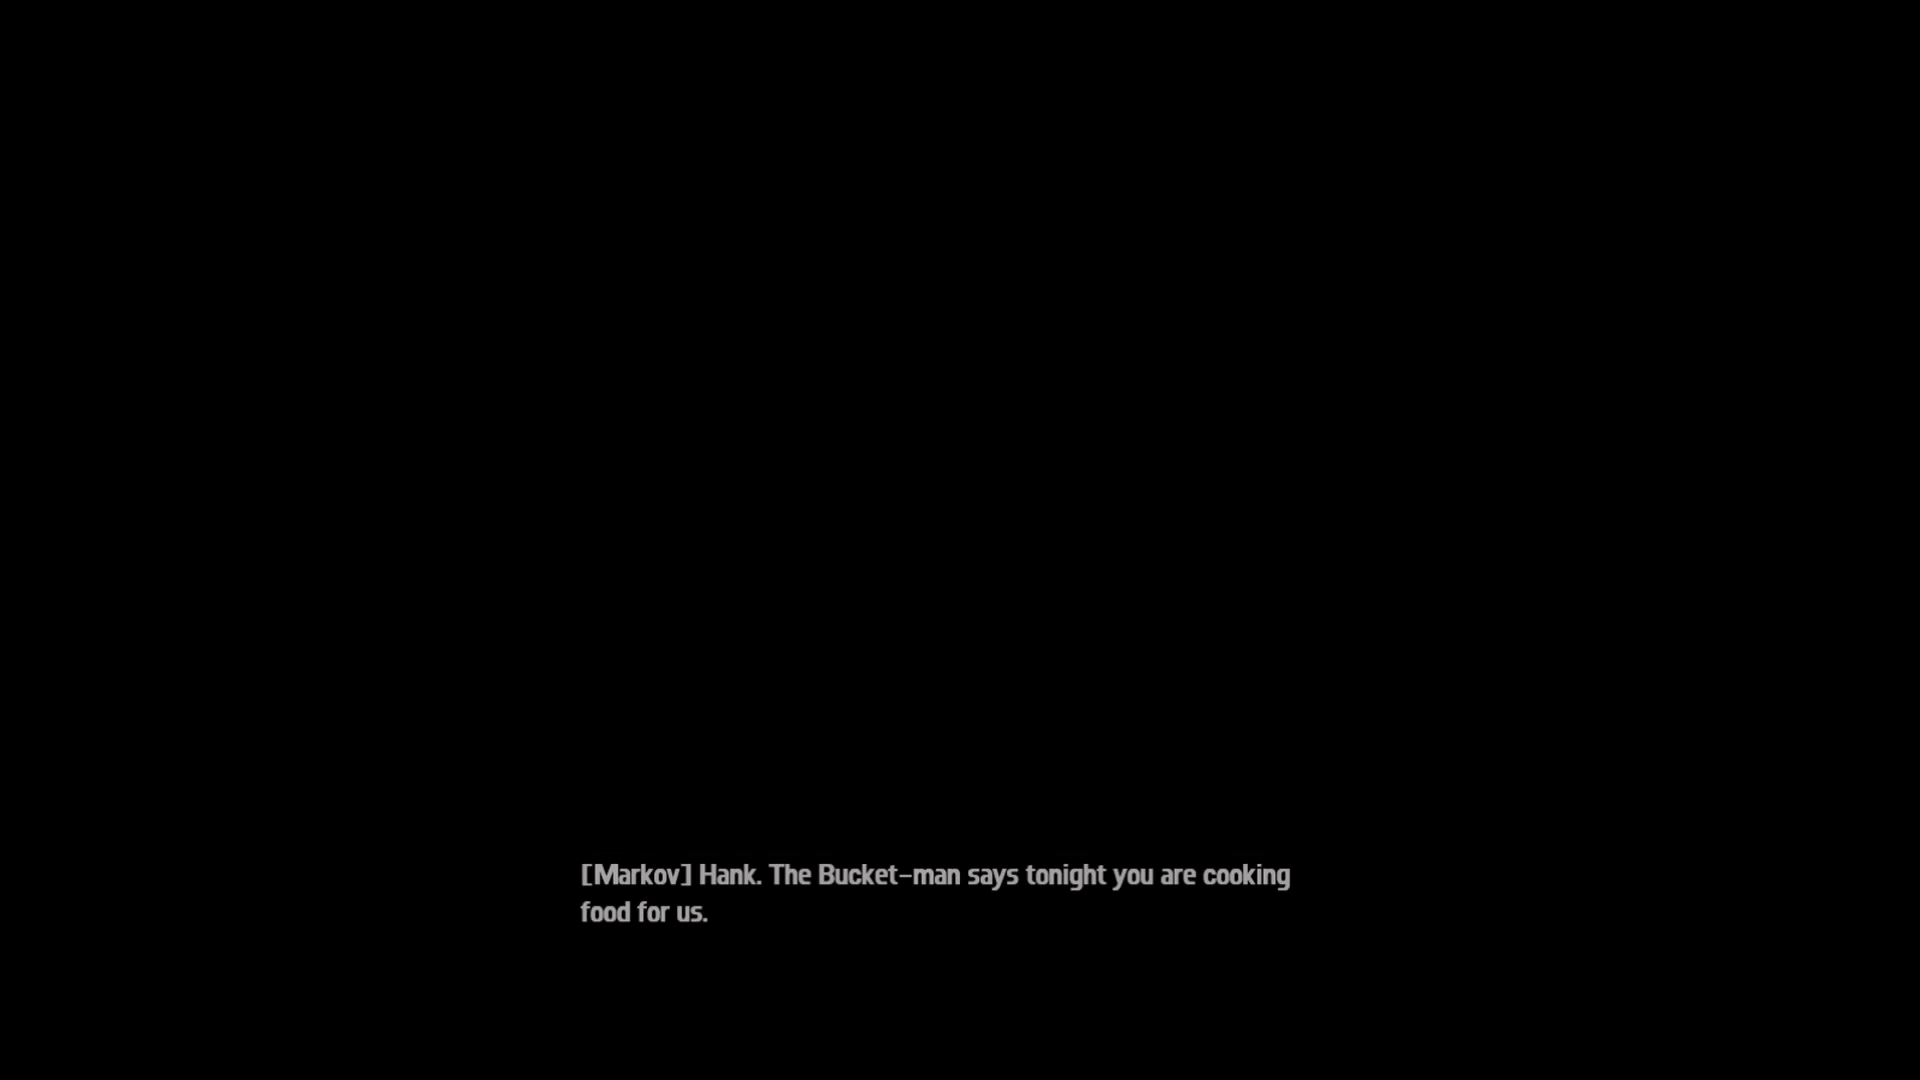 [Markov] Hank. The Bucket-man says tonight you are cooking
food for us.